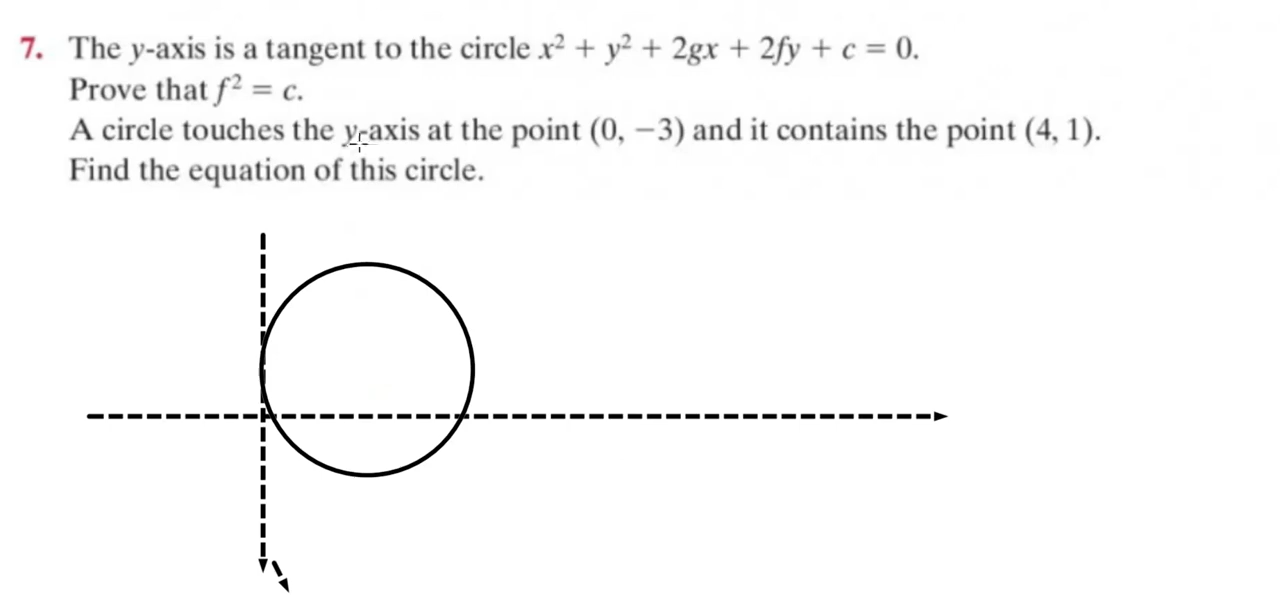 7. The y-axis is a tangent to the circle x² + y² + 2gx + 2fy + c = 0.
Prove that f² = c.
A circle touches the y-axis at the point (0, −3) and it contains the point (4, 1).
Find the equation of this circle.